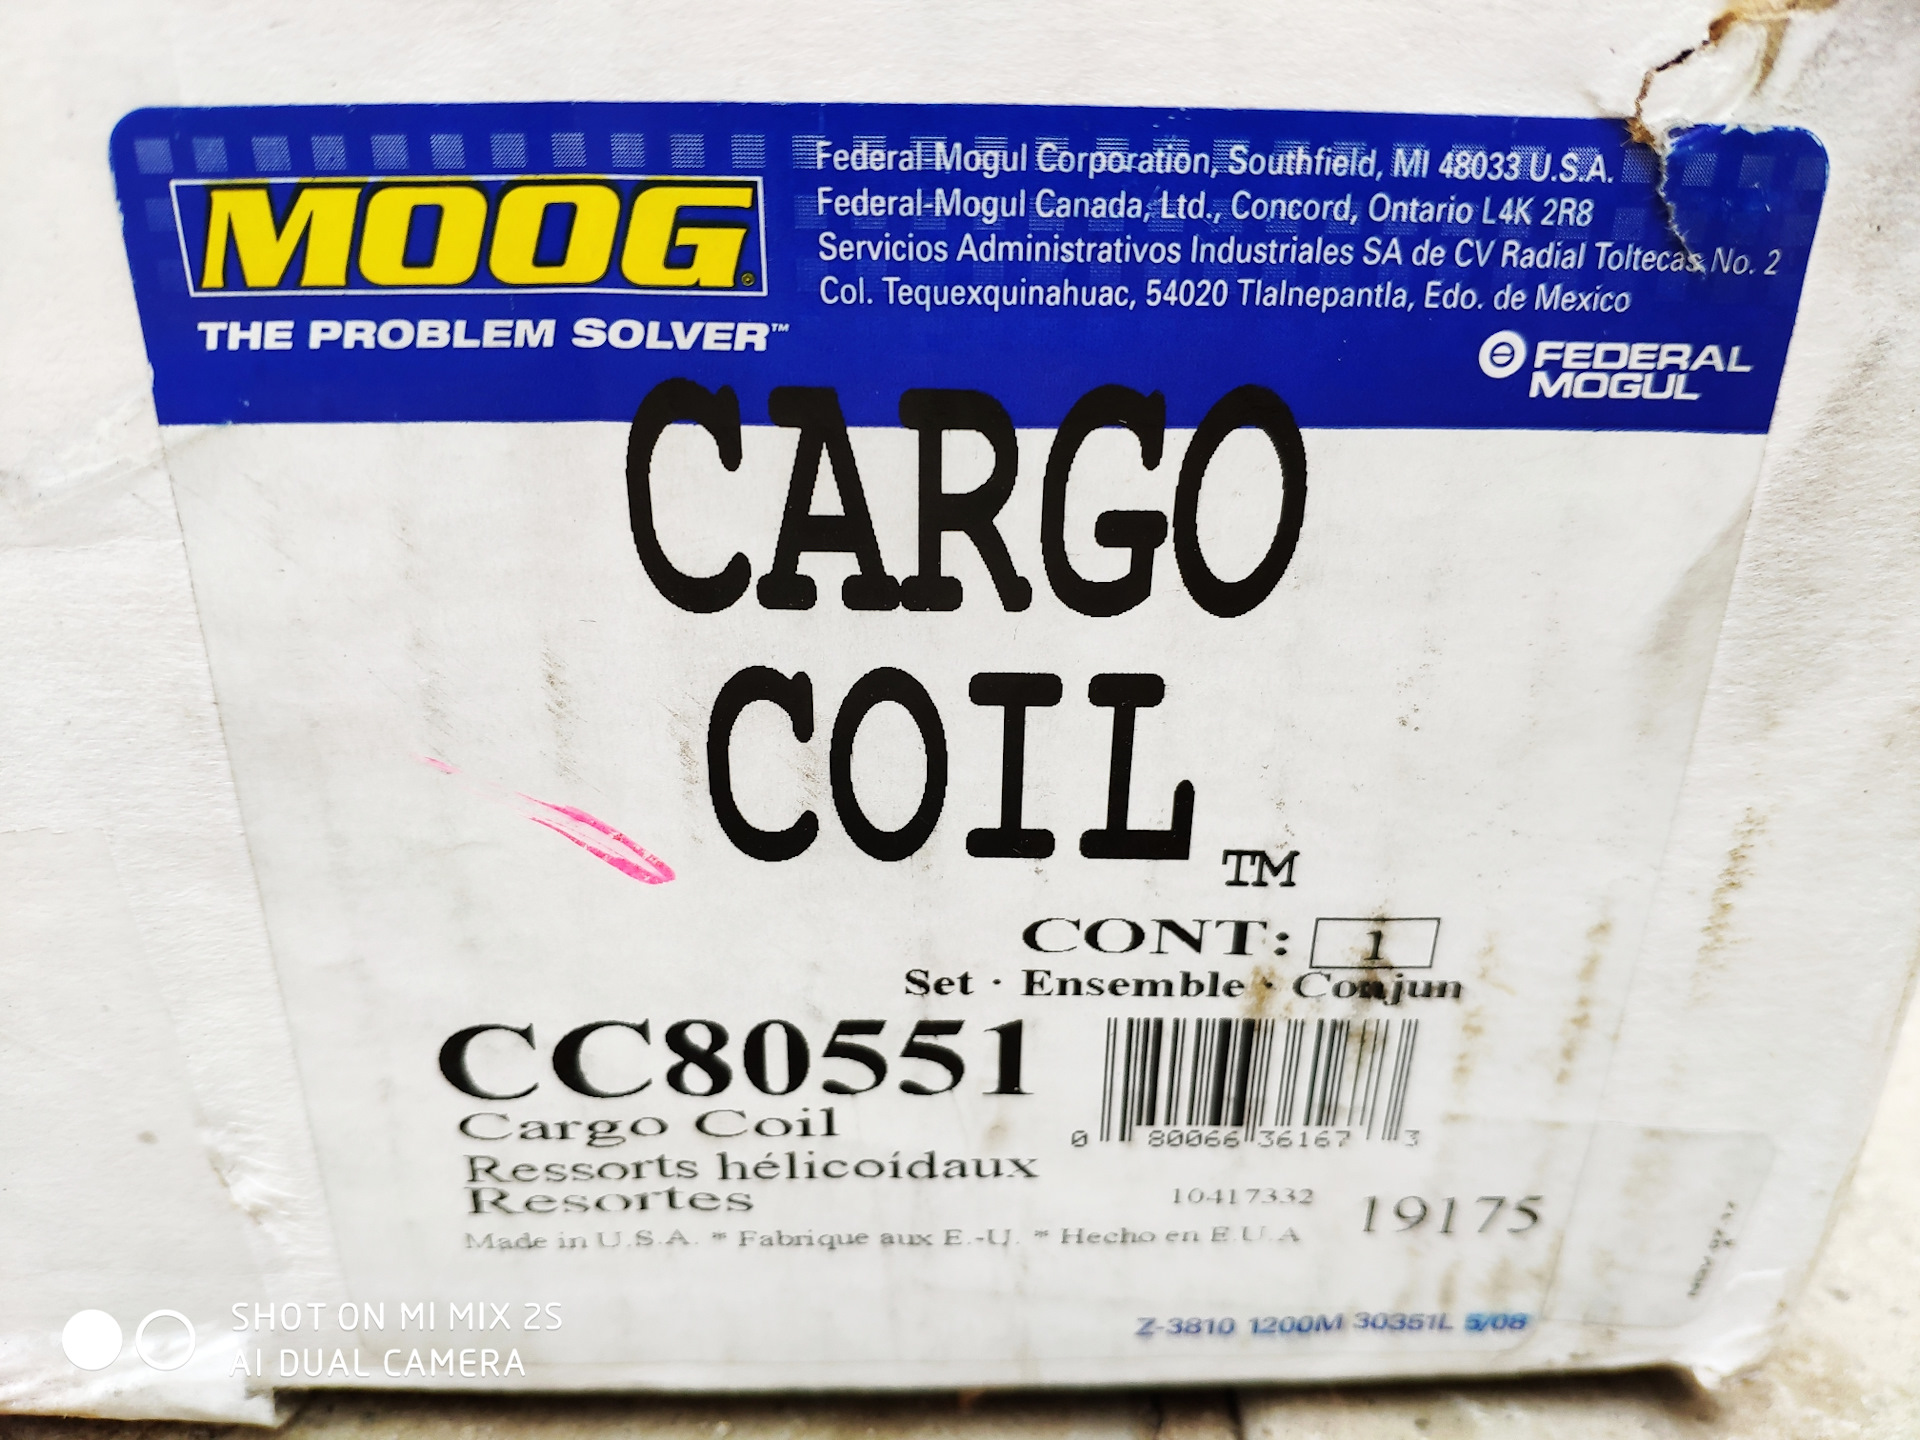 MOOG
THE PROBLEM SOLVER™
Federal-Mogul Corporation, Southfield, MI 48033 U.S.A.
Federal-Mogul Canada, Ltd., Concord, Ontario L4K 2R8
Servicios Administrativos Industriales SA de CV Radial Toltecas No. 2
Col. Tequexquinahuac, 54020 Tlalnepantla, Edo. de Mexico
FEDERAL
MOGUL
CARGO
COIL™
CONT: 1
Set · Ensemble · Conjun
CC80551
Cargo Coil
Ressorts hélicoídaux
Resortes
0 80066 36167 3
10417332
19175
Made in U.S.A. * Fabrique aux E.-U. * Hecho en E.U.A
Z-3810 1200M 30351L 5/08
SHOT ON MI MIX 2S
AI DUAL CAMERA